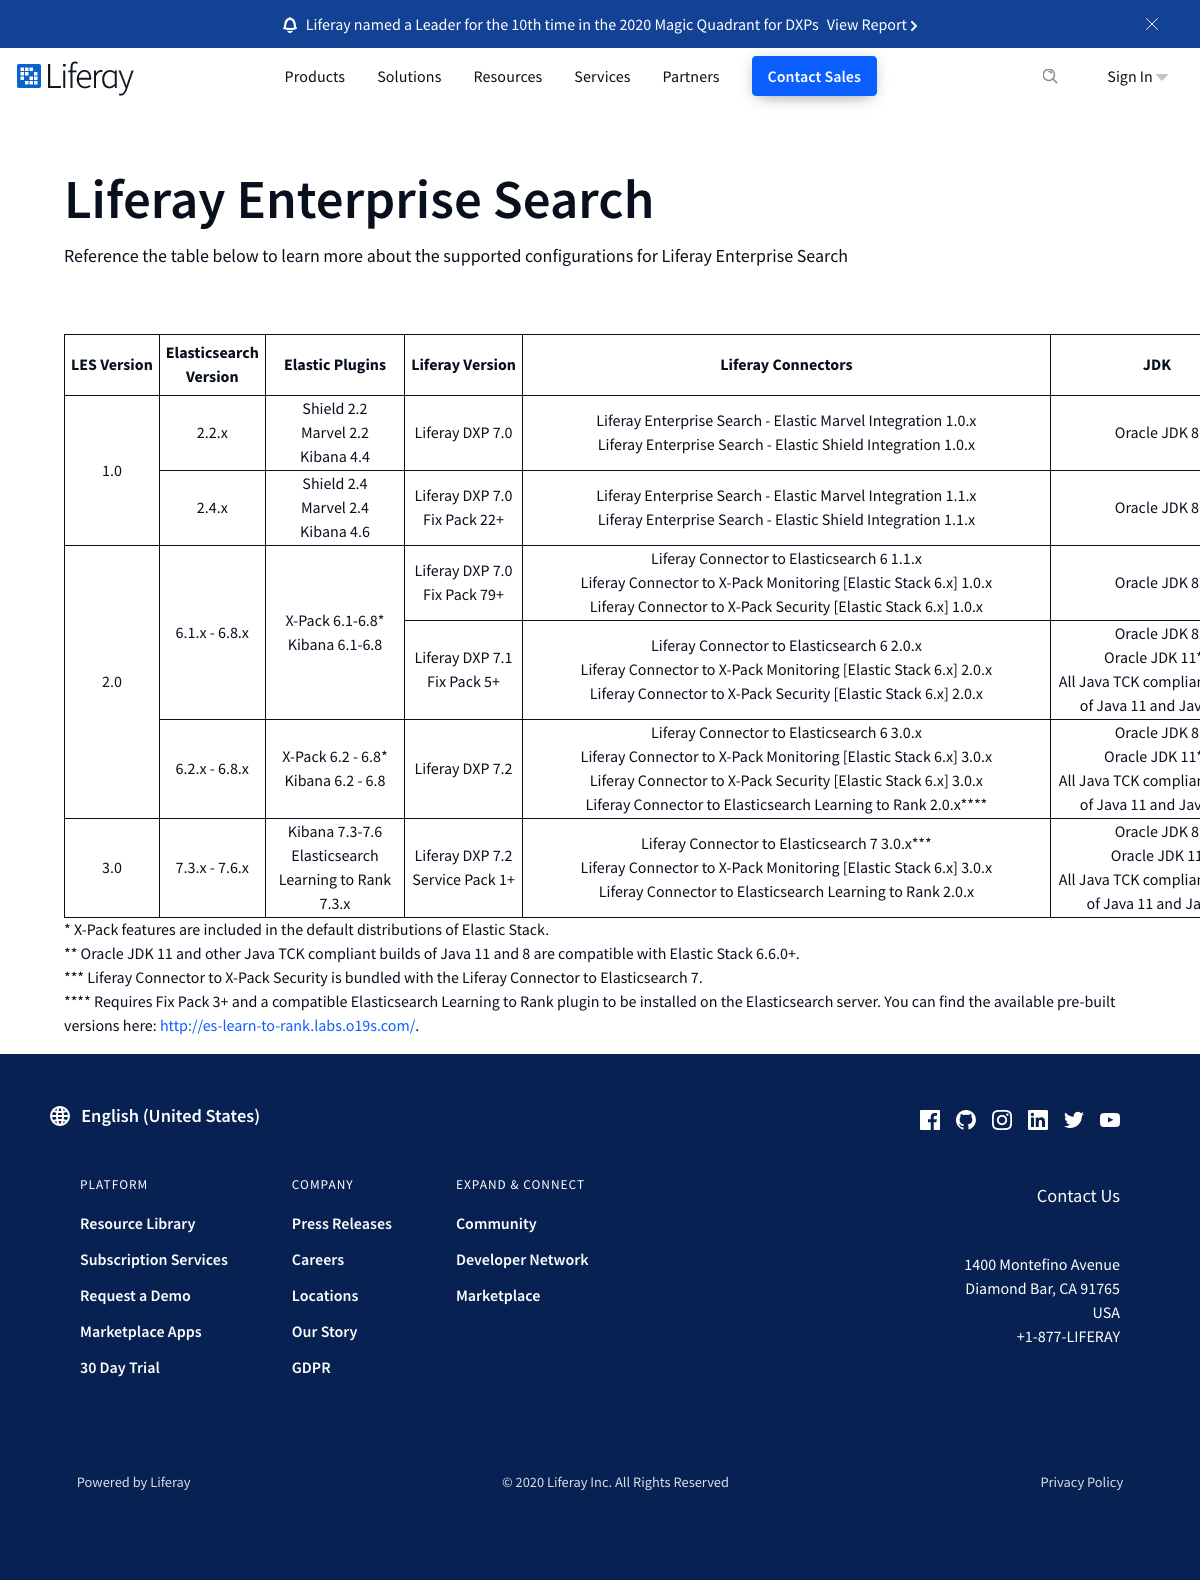 Liferay named a Leader for the 10th time in the 2020 Magic Quadrant for DXPs View Report
Liferay
Products Solutions Resources Services Partners Contact Sales Sign In
Liferay Enterprise Search
Reference the table below to learn more about the supported configurations for Liferay Enterprise Search
LES Version Elasticsearch Version Elastic Plugins Liferay Version Liferay Connectors JDK
1.0
2.2.x
Shield 2.2
Marvel 2.2
Kibana 4.4
Liferay DXP 7.0
Liferay Enterprise Search - Elastic Marvel Integration 1.0.x
Liferay Enterprise Search - Elastic Shield Integration 1.0.x
Oracle JDK 8
2.4.x
Shield 2.4
Marvel 2.4
Kibana 4.6
Liferay DXP 7.0
Fix Pack 22+
Liferay Enterprise Search - Elastic Marvel Integration 1.1.x
Liferay Enterprise Search - Elastic Shield Integration 1.1.x
Oracle JDK 8
2.0
6.1.x - 6.8.x
X-Pack 6.1-6.8*
Kibana 6.1-6.8
Liferay DXP 7.0
Fix Pack 79+
Liferay Connector to Elasticsearch 6 1.1.x
Liferay Connector to X-Pack Monitoring [Elastic Stack 6.x] 1.0.x
Liferay Connector to X-Pack Security [Elastic Stack 6.x] 1.0.x
Oracle JDK 8
Liferay DXP 7.1
Fix Pack 5+
Liferay Connector to Elasticsearch 6 2.0.x
Liferay Connector to X-Pack Monitoring [Elastic Stack 6.x] 2.0.x
Liferay Connector to X-Pack Security [Elastic Stack 6.x] 2.0.x
Oracle JDK 8
Oracle JDK 11*
All Java TCK complian
of Java 11 and Jav
6.2.x - 6.8.x
X-Pack 6.2 - 6.8*
Kibana 6.2 - 6.8
Liferay DXP 7.2
Liferay Connector to Elasticsearch 6 3.0.x
Liferay Connector to X-Pack Monitoring [Elastic Stack 6.x] 3.0.x
Liferay Connector to X-Pack Security [Elastic Stack 6.x] 3.0.x
Liferay Connector to Elasticsearch Learning to Rank 2.0.x****
Oracle JDK 8
Oracle JDK 11*
All Java TCK complian
of Java 11 and Jav
3.0
7.3.x - 7.6.x
Kibana 7.3-7.6
Elasticsearch
Learning to Rank
7.3.x
Liferay DXP 7.2
Service Pack 1+
Liferay Connector to Elasticsearch 7 3.0.x***
Liferay Connector to X-Pack Monitoring [Elastic Stack 6.x] 3.0.x
Liferay Connector to Elasticsearch Learning to Rank 2.0.x
Oracle JDK 8
Oracle JDK 11
All Java TCK complian
of Java 11 and Ja
* X-Pack features are included in the default distributions of Elastic Stack.
** Oracle JDK 11 and other Java TCK compliant builds of Java 11 and 8 are compatible with Elastic Stack 6.6.0+.
*** Liferay Connector to X-Pack Security is bundled with the Liferay Connector to Elasticsearch 7.
**** Requires Fix Pack 3+ and a compatible Elasticsearch Learning to Rank plugin to be installed on the Elasticsearch server. You can find the available pre-built
versions here: http://es-learn-to-rank.labs.o19s.com/.
English (United States)
PLATFORM
Resource Library
Subscription Services
Request a Demo
Marketplace Apps
30 Day Trial
COMPANY
Press Releases
Careers
Locations
Our Story
GDPR
EXPAND & CONNECT
Community
Developer Network
Marketplace
Contact Us
1400 Montefino Avenue
Diamond Bar, CA 91765
USA
+1-877-LIFERAY
Powered by Liferay
© 2020 Liferay Inc. All Rights Reserved
Privacy Policy